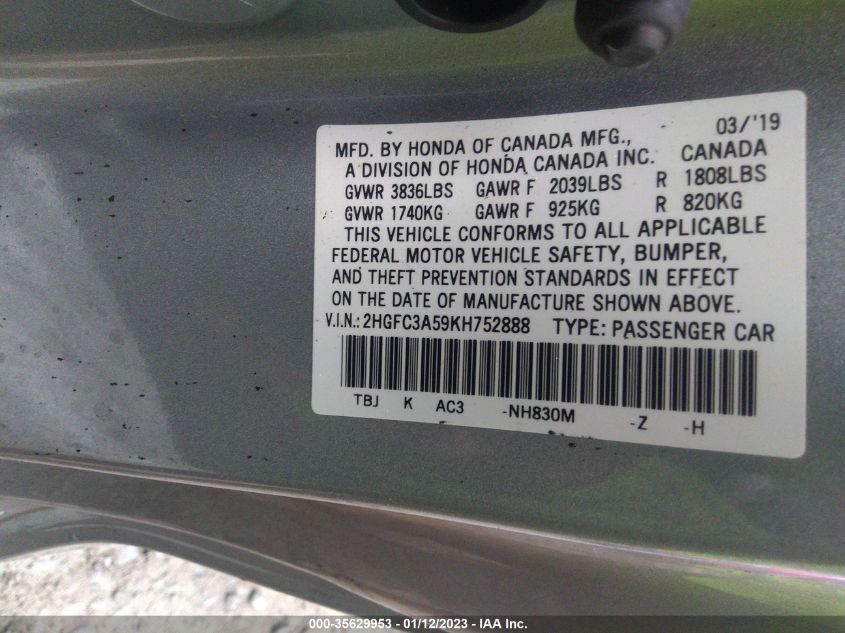 03/'19
MFD. BY HONDA OF CANADA MFG.,
A DIVISION OF HONDA CANADA INC. CANADA
GVWR 3836LBS GAWR F 2039LBS R 1808LBS
GVWR 1740KG GAWR F 925KG R 820KG
THIS VEHICLE CONFORMS TO ALL APPLICABLE
FEDERAL MOTOR VEHICLE SAFETY, BUMPER,
AND THEFT PREVENTION STANDARDS IN EFFECT
ON THE DATE OF MANUFACTURE SHOWN ABOVE.
V.I.N.: 2HGFC3A59KH752888 TYPE: PASSENGER CAR
TBJ K AC3 -NH830M -Z -H
000-35629953 - 01/12/2023 - IAA Inc.